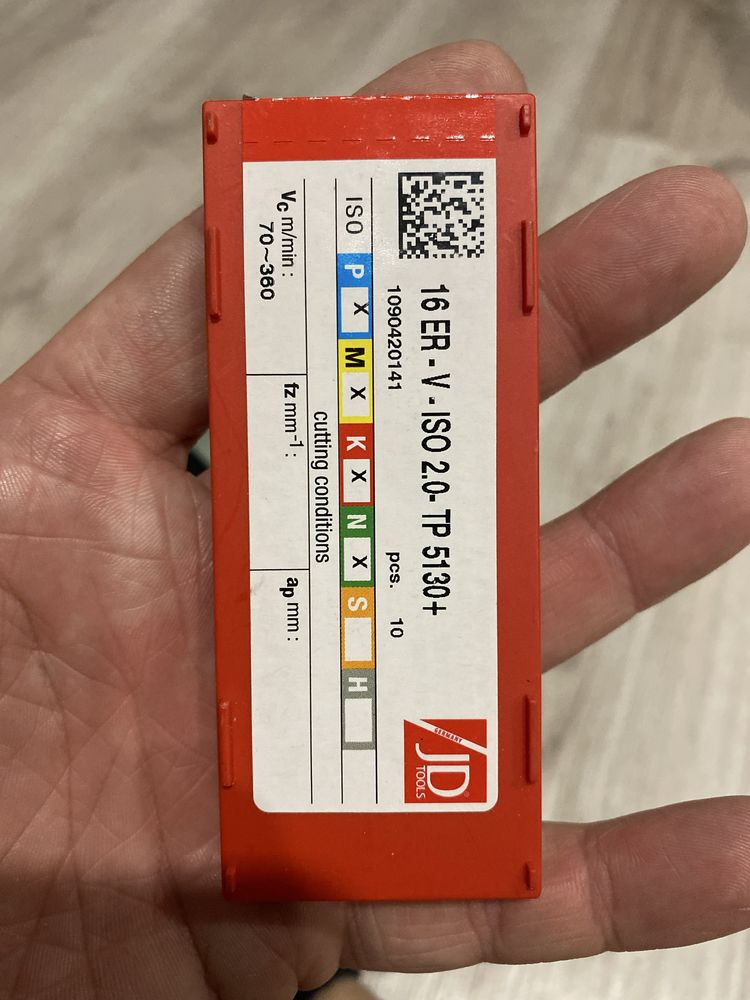 16 ER - V - ISO 2.0- TP 5130+
1090420141 pcs. 10
GERMANY
JD
TOOLS®
ISO P X M X K X N X S H
cutting conditions
Vc m/min : fz mm-1 : ap mm :
70~360